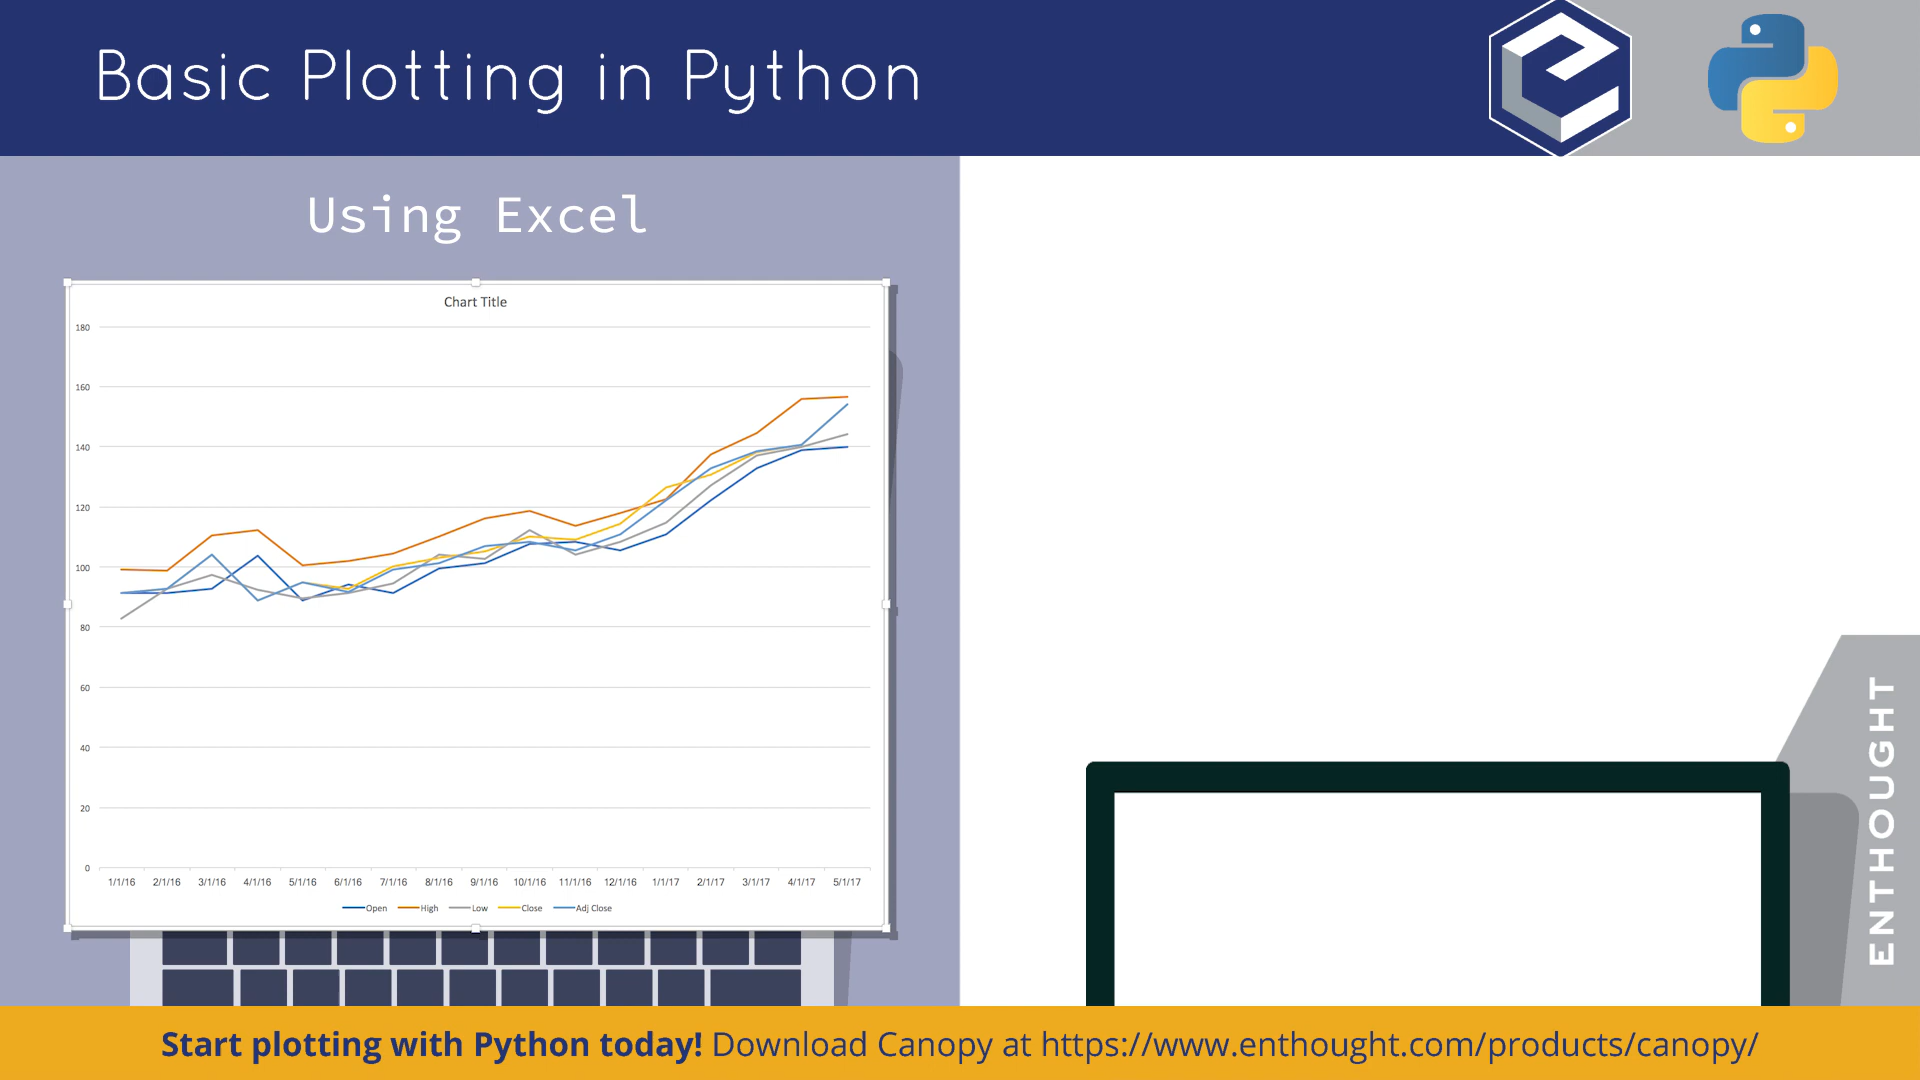 Basic Plotting in Python
Using Excel
Chart Title
180
160
140
120
100
80
60
40
20
0
1/1/16 2/1/16 3/1/16 4/1/16 5/1/16 6/1/16 7/1/16 8/1/16 9/1/16 10/1/16 11/1/16 12/1/16 1/1/17 2/1/17 3/1/17 4/1/17 5/1/17
Open High Low Close Adj Close
ENTHOUGHT
Start plotting with Python today! Download Canopy at https://www.enthought.com/products/canopy/